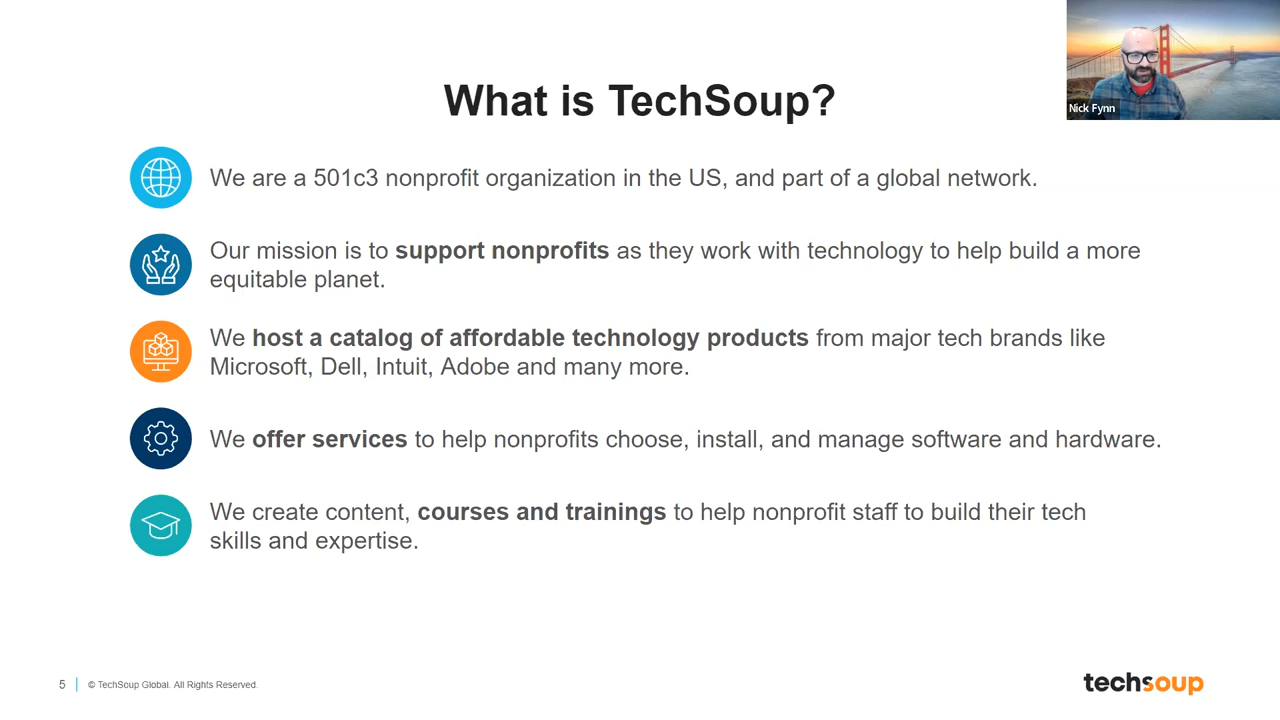 What is TechSoup?
Nick Fynn
We are a 501c3 nonprofit organization in the US, and part of a global network.
Our mission is to support nonprofits as they work with technology to help build a more
equitable planet.
We host a catalog of affordable technology products from major tech brands like
Microsoft, Dell, Intuit, Adobe and many more.
We offer services to help nonprofits choose, install, and manage software and hardware.
We create content, courses and trainings to help nonprofit staff to build their tech
skills and expertise.
5
© TechSoup Global. All Rights Reserved.
techsoup